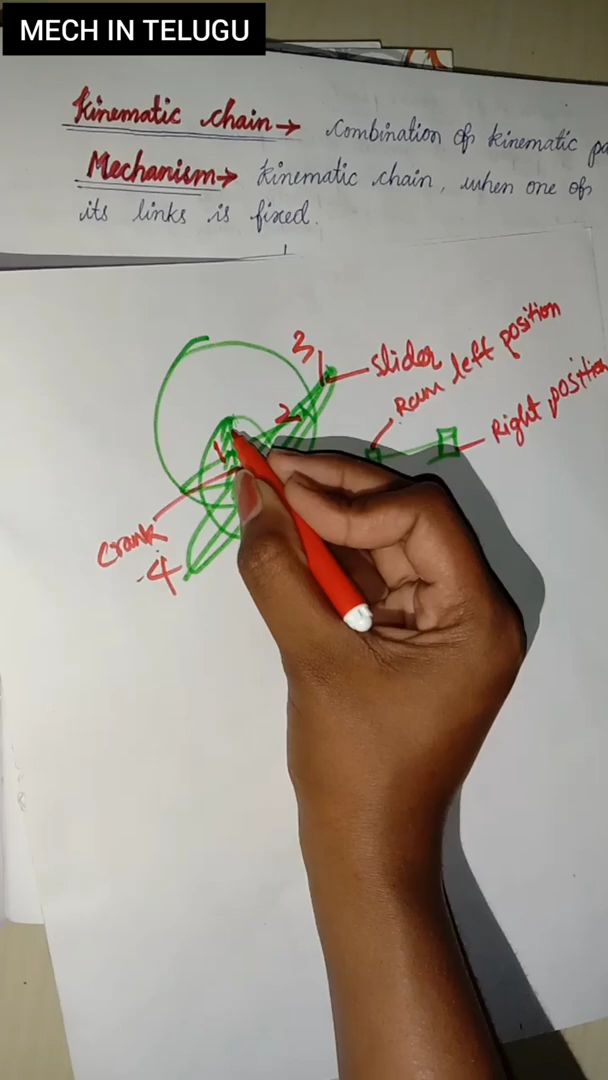 MECH IN TELUGU
Kinematic chain → Combination of kinematic
Mechanism → kinematic chain, when one of
its links is fixed.
3
slider
2
Ram left position
Right position
1
crank
4